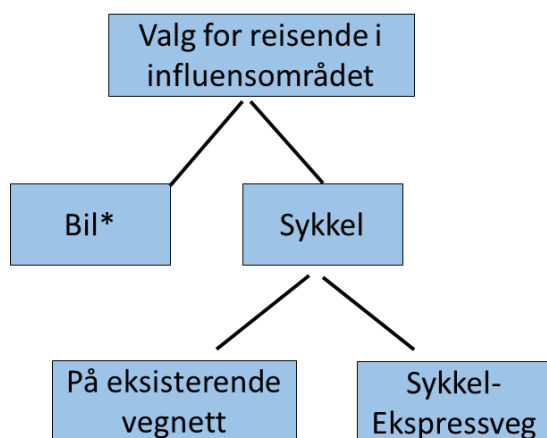 Valg for reisende i
influensområdet
Bil*
Sykkel
På eksisterende
vegnett
Sykkel-
Ekspressveg